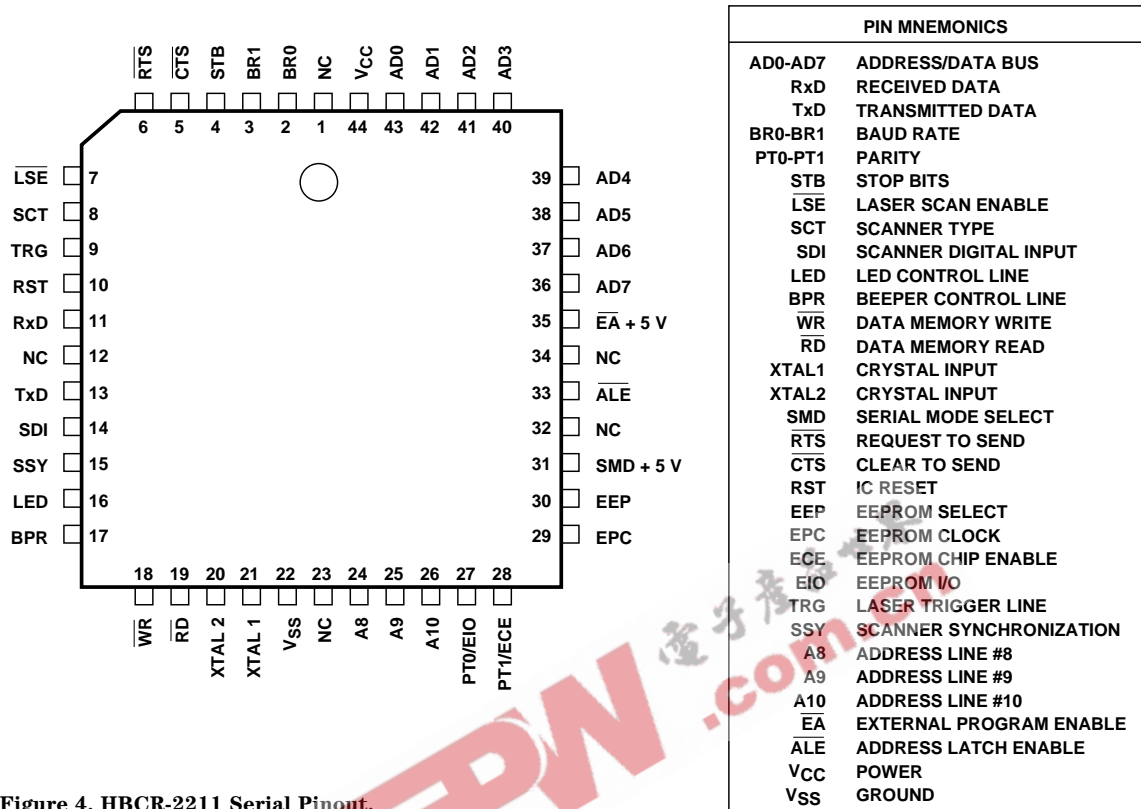 RTS CTS STB BR1 BR0 NC VCC AD0 AD1 AD2 AD3
6 5 4 3 2 1 44 43 42 41 40
LSE 7
SCT 8
TRG 9
RST 10
RxD 11
NC 12
TxD 13
SDI 14
SSY 15
LED 16
BPR 17
39 AD4
38 AD5
37 AD6
36 AD7
35 EA + 5 V
34 NC
33 ALE
32 NC
31 SMD + 5 V
30 EEP
29 EPC
18 19 20 21 22 23 24 25 26 27 28
WR RD XTAL 2 XTAL 1 VSS NC A8 A9 A10 PT0/EIO PT1/ECE
PIN MNEMONICS
AD0-AD7 ADDRESS/DATA BUS
RxD RECEIVED DATA
TxD TRANSMITTED DATA
BR0-BR1 BAUD RATE
PT0-PT1 PARITY
STB STOP BITS
LSE LASER SCAN ENABLE
SCT SCANNER TYPE
SDI SCANNER DIGITAL INPUT
LED LED CONTROL LINE
BPR BEEPER CONTROL LINE
WR DATA MEMORY WRITE
RD DATA MEMORY READ
XTAL1 CRYSTAL INPUT
XTAL2 CRYSTAL INPUT
SMD SERIAL MODE SELECT
RTS REQUEST TO SEND
CTS CLEAR TO SEND
RST IC RESET
EEP EEPROM SELECT
EPC EEPROM CLOCK
ECE EEPROM CHIP ENABLE
EIO EEPROM I/O
TRG LASER TRIGGER LINE
SSY SCANNER SYNCHRONIZATION
A8 ADDRESS LINE #8
A9 ADDRESS LINE #9
A10 ADDRESS LINE #10
EA EXTERNAL PROGRAM ENABLE
ALE ADDRESS LATCH ENABLE
VCC POWER
VSS GROUND
電子產品世界
.com.cn
Figure 4. HBCR-2211 Serial Pinout.